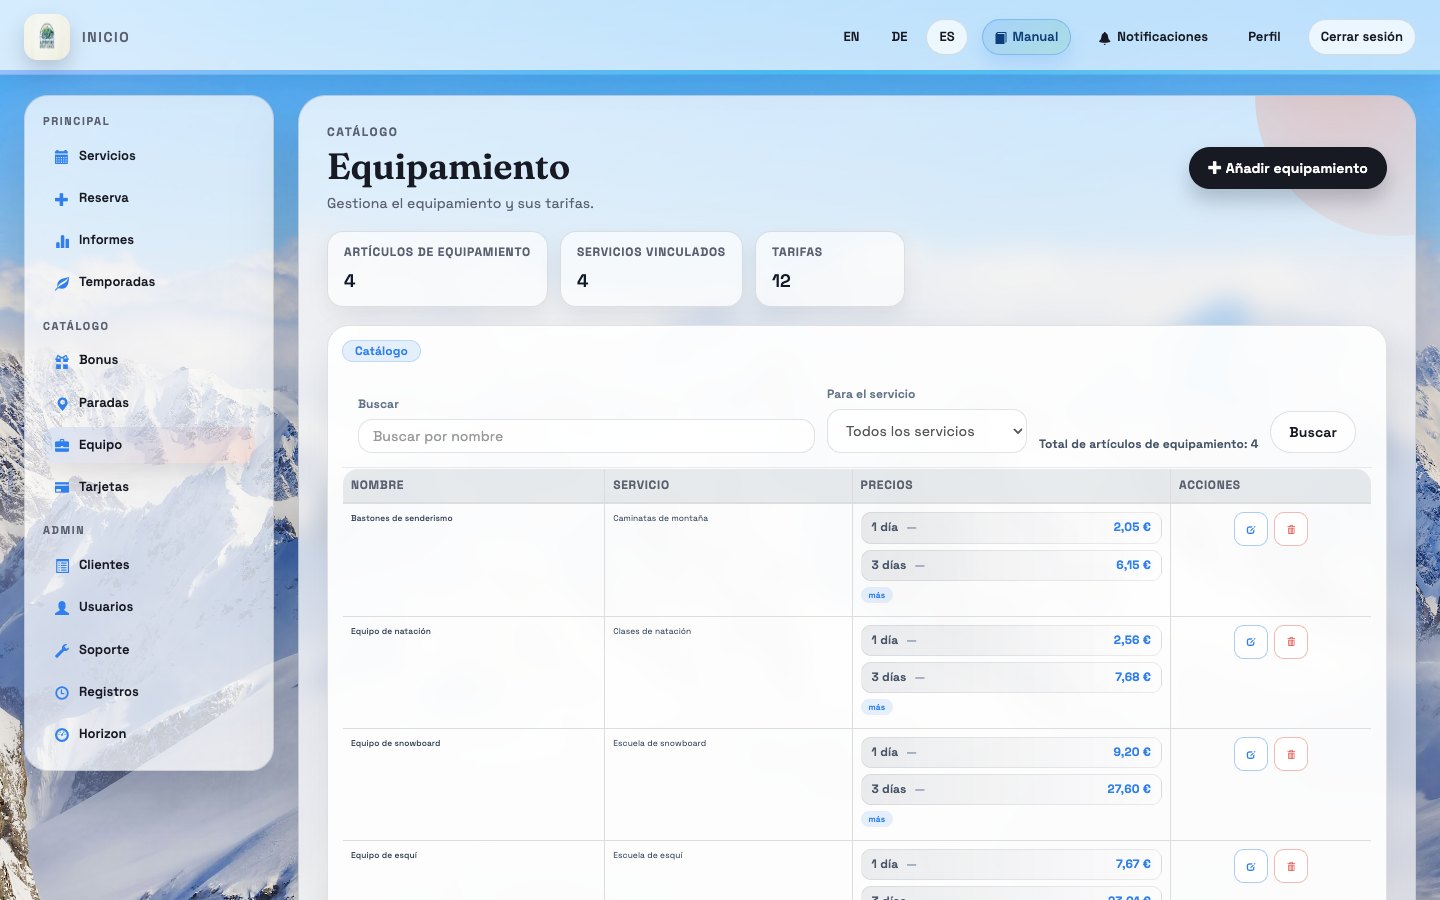 INICIO
EN
DE
ES
Manual
Notificaciones
Perfil
Cerrar sesión
PRINCIPAL
Servicios
Reserva
Informes
Temporadas
CATÁLOGO
Bonus
Paradas
Equipo
Tarjetas
ADMIN
Clientes
Usuarios
Soporte
Registros
Horizon
CATÁLOGO
Equipamiento
Gestiona el equipamiento y sus tarifas.
Añadir equipamiento
ARTÍCULOS DE EQUIPAMIENTO
4
SERVICIOS VINCULADOS
4
TARIFAS
12
Catálogo
Buscar
Buscar por nombre
Para el servicio
Todos los servicios
Total de artículos de equipamiento: 4
Buscar
NOMBRE SERVICIO PRECIOS ACCIONES
Bastones de senderismo
Caminatas de montaña
1 día — 2,05 €
3 días — 6,15 €
más
Equipo de natación
Clases de natación
1 día — 2,56 €
3 días — 7,68 €
más
Equipo de snowboard
Escuela de snowboard
1 día — 9,20 €
3 días — 27,60 €
más
Equipo de esquí
Escuela de esquí
1 día — 7,67 €